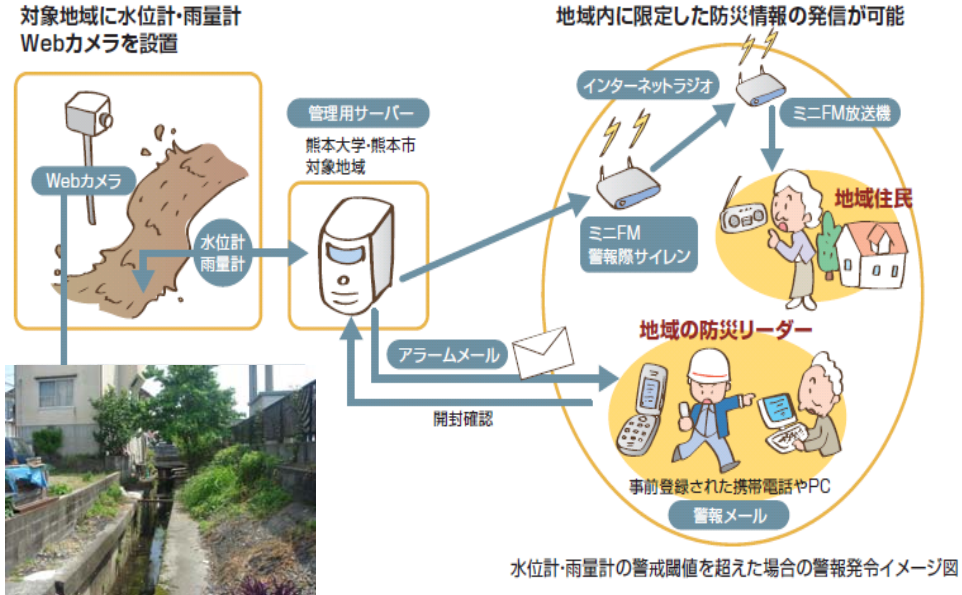 対象地域に水位計・雨量計
Webカメラを設置
地域内に限定した防災情報の発信が可能
インターネットラジオ
ミニFM放送機
管理用サーバー
熊本大学・熊本市
対象地域
Webカメラ
地域住民
水位計
雨量計
ミニFM
警報際サイレン
地域の防災リーダー
アラームメール
開封確認
事前登録された携帯電話やPC
警報メール
水位計・雨量計の警戒閾値を超えた場合の警報発令イメージ図